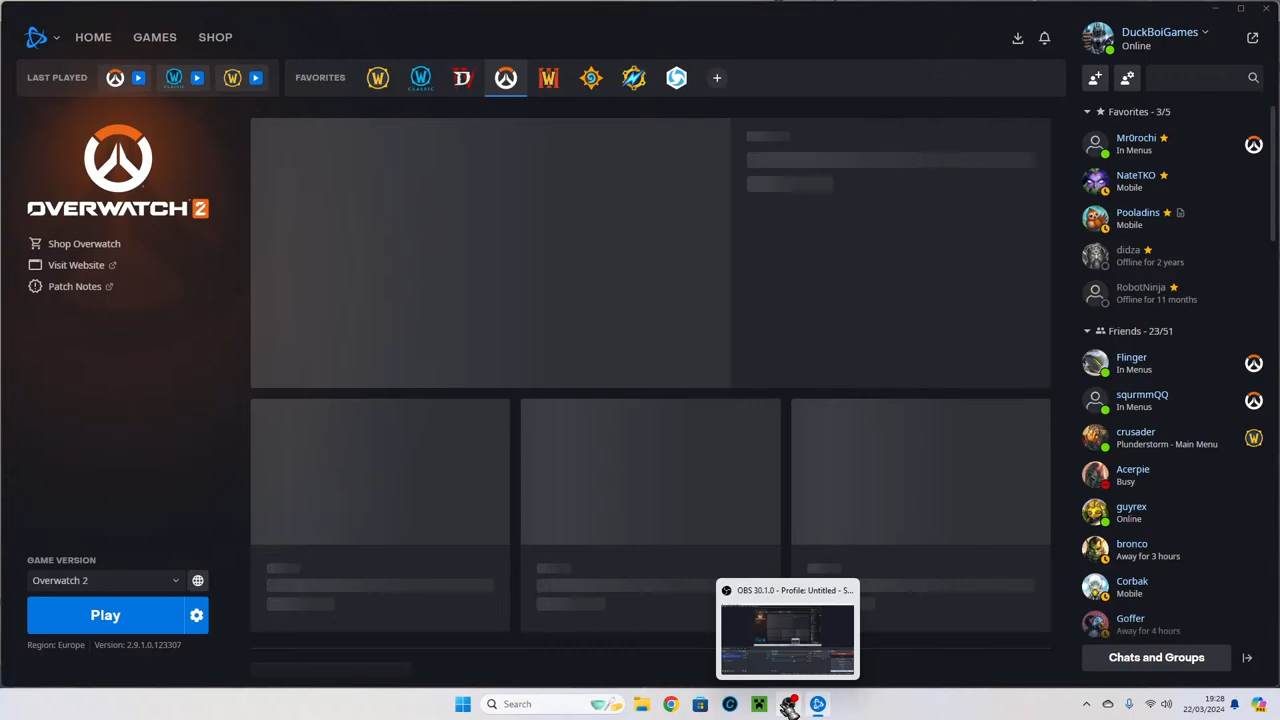 HOME GAMES SHOP
DuckBoiGames
Online
LAST PLAYED
CLASSIC
FAVORITES
CLASSIC
Favorites - 3/5
OVERWATCH 2
Mr0rochi
In Menus
NateTKO
Mobile
Pooladins
Mobile
Shop Overwatch
Visit Website
Patch Notes
didza
Offline for 2 years
RobotNinja
Offline for 11 months
Friends - 23/51
Flinger
In Menus
squrmmQQ
In Menus
crusader
Plunderstorm - Main Menu
Acerpie
Busy
guyrex
Online
bronco
Away for 3 hours
Corbak
Mobile
Goffer
Away for 4 hours
GAME VERSION
Overwatch 2
Play
Region: Europe Version: 2.9.1.0.123307
OBS 30.1.0 - Profile: Untitled - S...
Chats and Groups
Search
19:28
22/03/2024